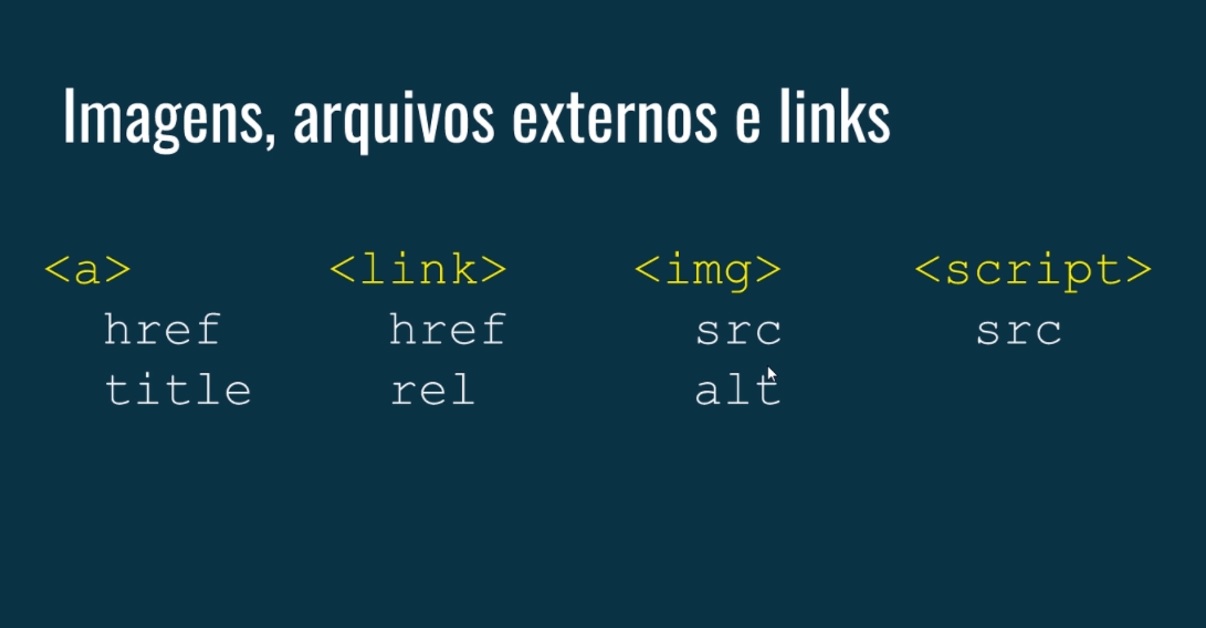 Imagens, arquivos externos e links
<a>
href
title
<link>
href
rel
<img>
src
alt
<script>
src